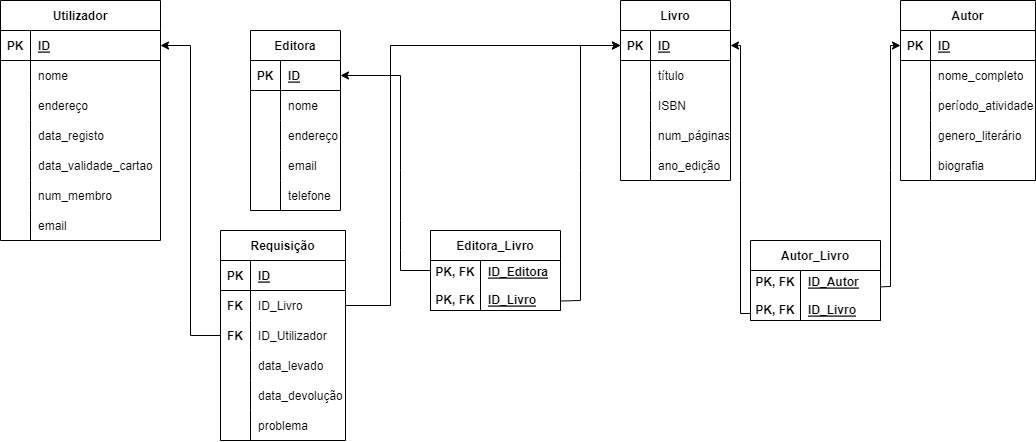 Utilizador
PK ID
nome
endereço
data_registo
data_validade_cartao
num_membro
email
Editora
PK ID
nome
endereço
email
telefone
Livro
PK ID
título
ISBN
num_páginas
ano_edição
Autor
PK ID
nome_completo
período_atividade
genero_literário
biografia
Requisição
PK ID
FK ID_Livro
FK ID_Utilizador
data_levado
data_devolução
problema
Editora_Livro
PK, FK ID_Editora
PK, FK ID_Livro
Autor_Livro
PK, FK ID_Autor
PK, FK ID_Livro